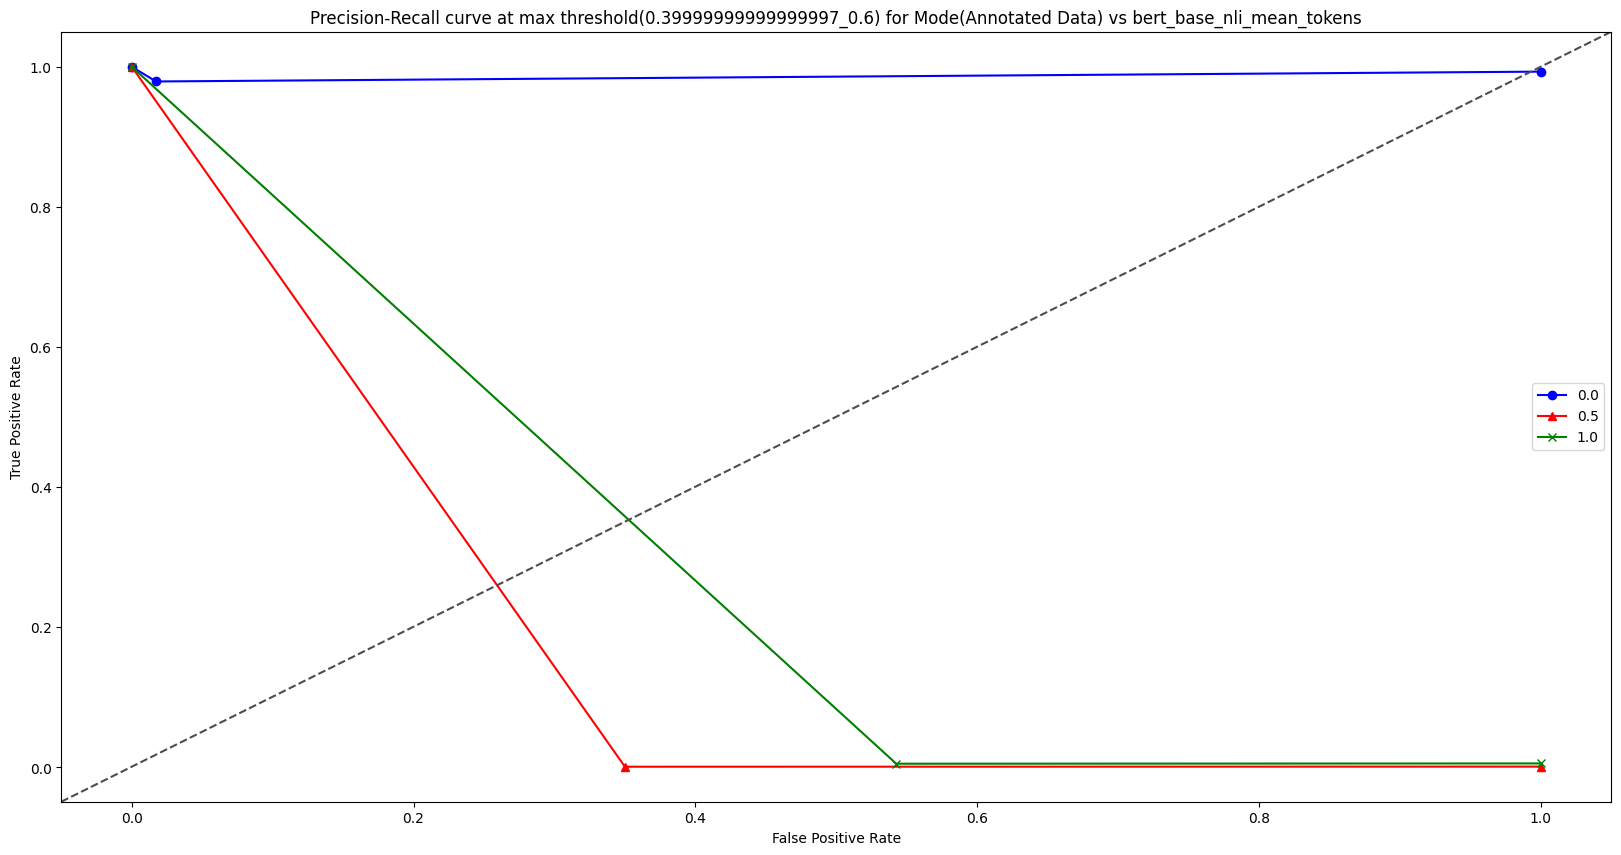 Precision-Recall curve at max threshold(0.39999999999999997_0.6) for Mode(Annotated Data) vs bert_base_nli_mean_tokens
1.0
0.8
0.6
0.4
0.2
0.0
True Positive Rate
0.0
0.5
1.0
0.0 0.2 0.4 0.6 0.8 1.0
False Positive Rate